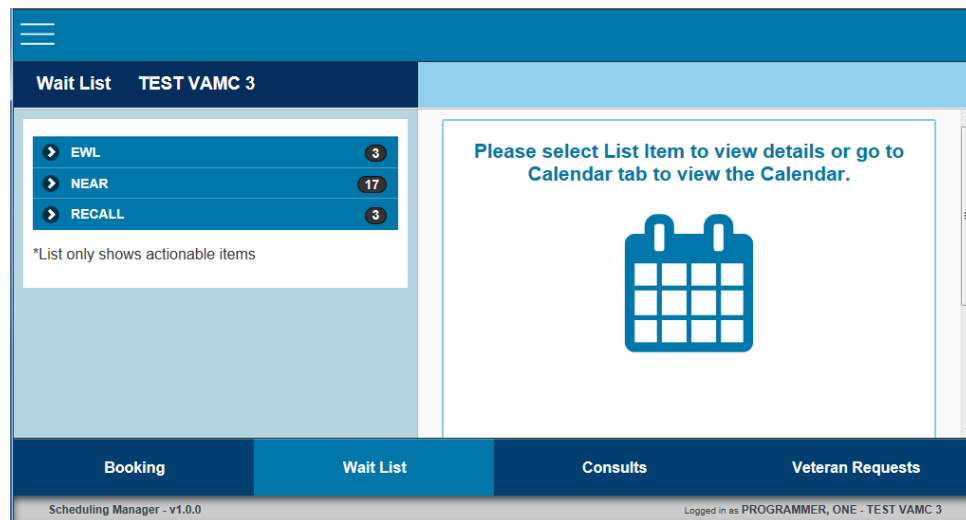 Wait List TEST VAMC 3
EWL 3
NEAR 17
RECALL 3
*List only shows actionable items
Please select List Item to view details or go to
Calendar tab to view the Calendar.
Booking Wait List Consults Veteran Requests
Scheduling Manager - v1.0.0 Logged in as PROGRAMMER, ONE - TEST VAMC 3